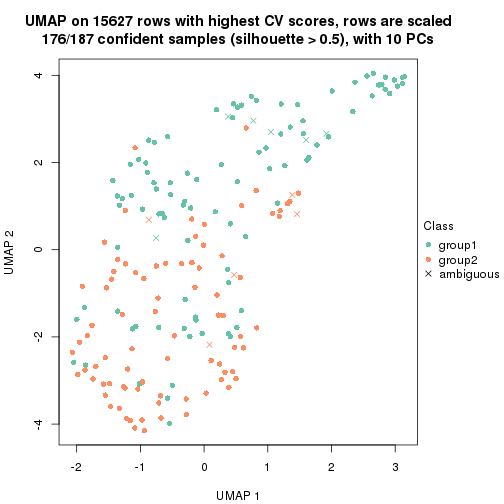 UMAP on 15627 rows with highest CV scores, rows are scaled
176/187 confident samples (silhouette > 0.5), with 10 PCs
4
2
0
-2
-4
UMAP 2
-2
-1
0
1
2
3
UMAP 1
Class
group1
group2
ambiguous